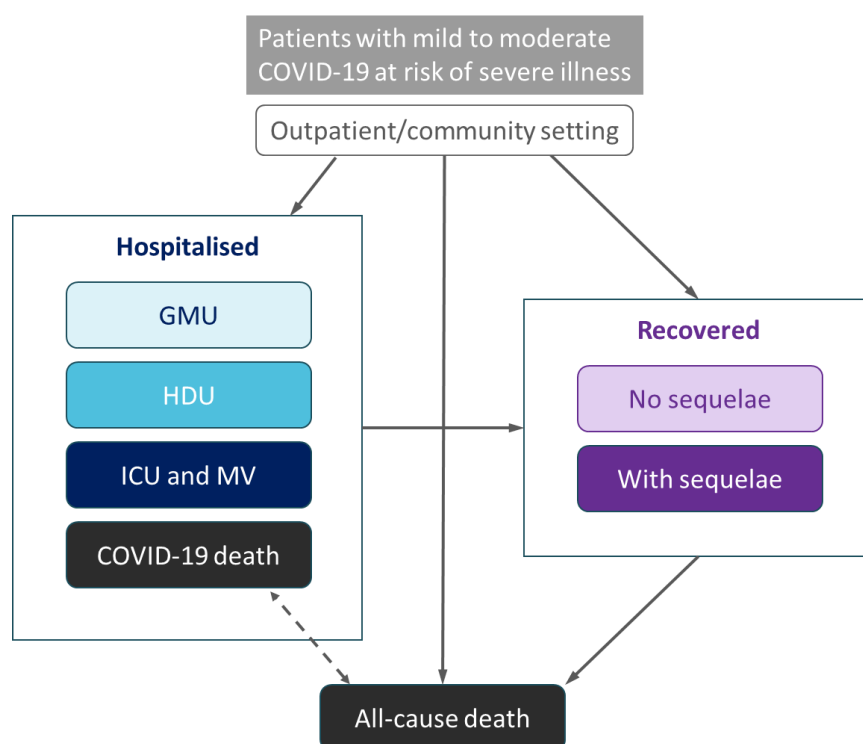 Patients with mild to moderate
COVID-19 at risk of severe illness
Outpatient/community setting
Hospitalised
GMU
HDU
ICU and MV
COVID-19 death
Recovered
No sequelae
With sequelae
All-cause death